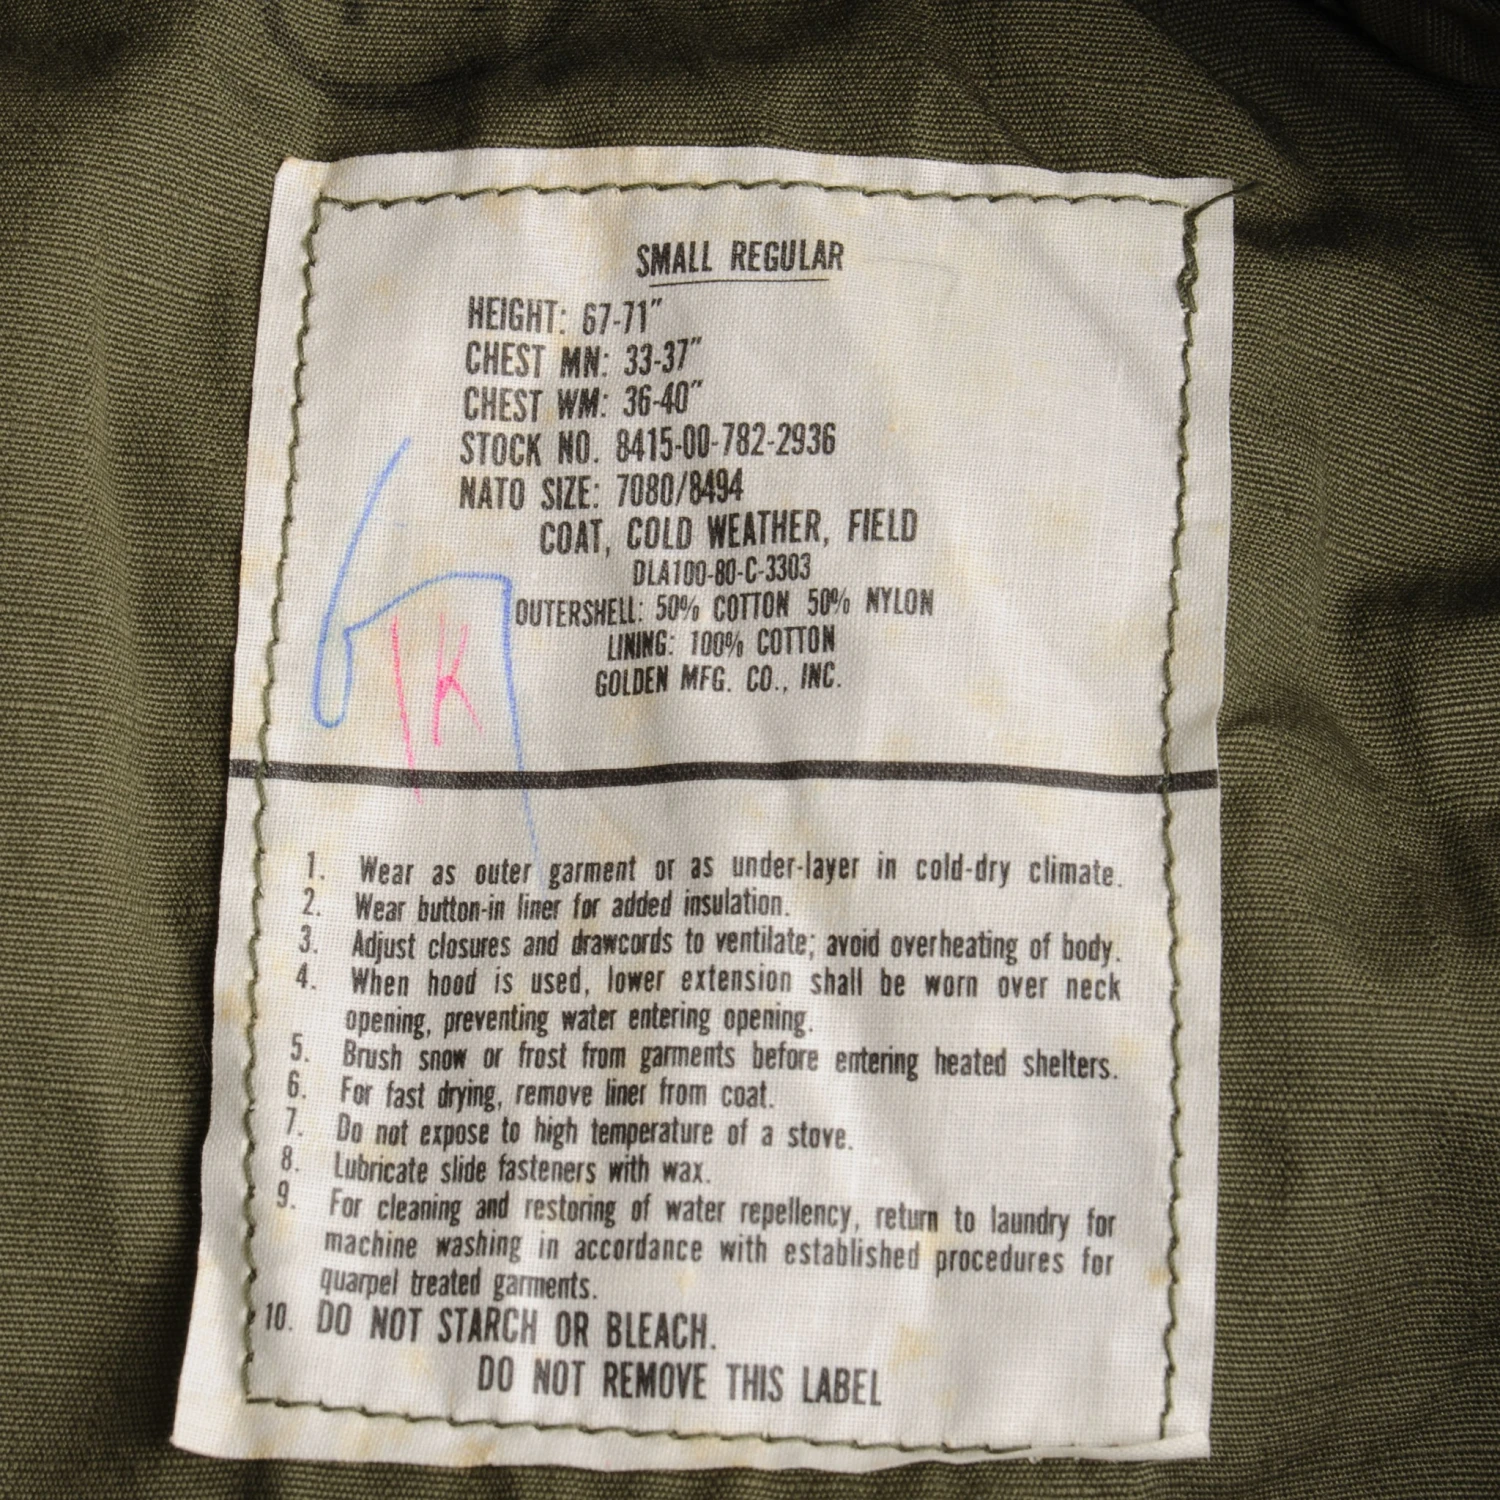 SMALL REGULAR
HEIGHT: 67-71"
CHEST MN: 33-37"
CHEST WM: 36-40"
STOCK NO. 8415-00-782-2936
NATO SIZE: 7080/8494
COAT, COLD WEATHER, FIELD
DLA100-80-C-3303
OUTERSHELL: 50% COTTON 50% NYLON
LINING: 100% COTTON
GOLDEN MFG. CO., INC.
1. Wear as outer garment or as under-layer in cold-dry climate.
2. Wear button-in liner for added insulation.
3. Adjust closures and drawcords to ventilate; avoid overheating of body.
4. When hood is used, lower extension shall be worn over neck
opening, preventing water entering opening.
5. Brush snow or frost from garments before entering heated shelters.
6. For fast drying, remove liner from coat.
7. Do not expose to high temperature of a stove.
8. Lubricate slide fasteners with wax.
9. For cleaning and restoring of water repellency, return to laundry for
machine washing in accordance with established procedures for
quarpel treated garments.
10. DO NOT STARCH OR BLEACH.
DO NOT REMOVE THIS LABEL